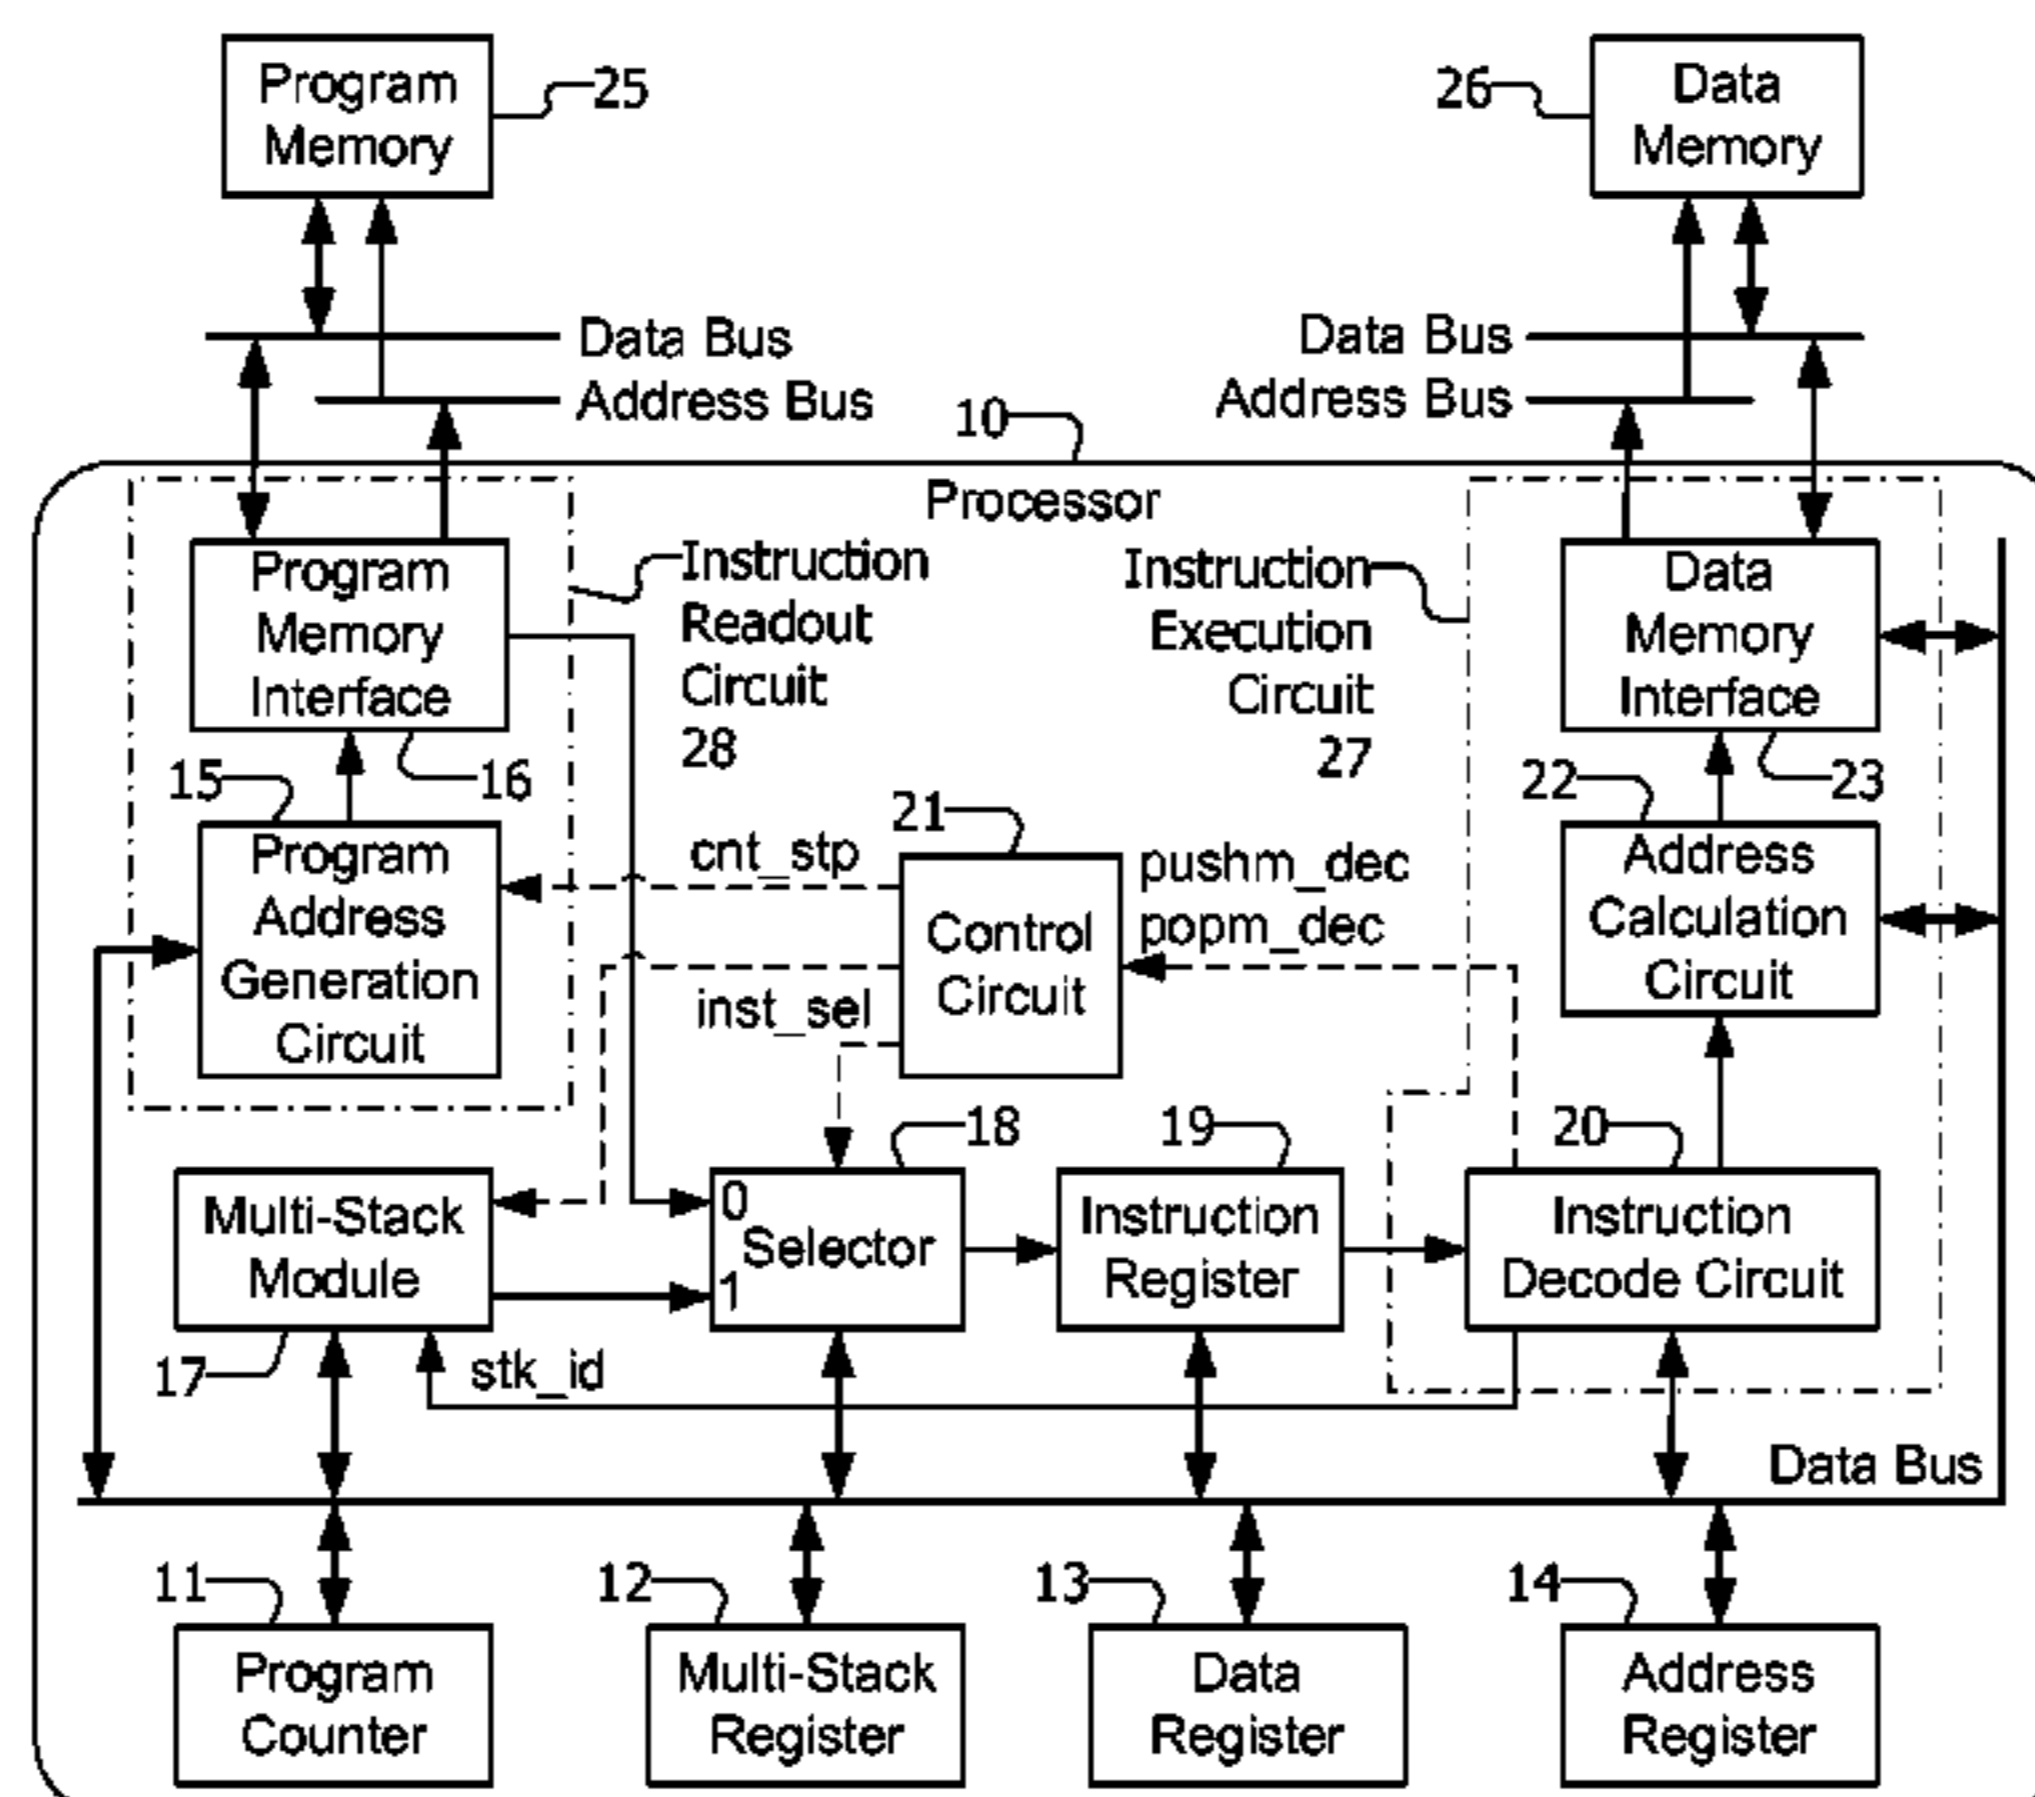 Program
Memory
25
26
Data
Memory
Data Bus
Address Bus
Data Bus
Address Bus
10
Processor
Program
Memory
Interface
Instruction
Readout
Circuit
28
Instruction
Execution
Circuit
27
Data
Memory
Interface
15
16
22
23
Program
Address
Generation
Circuit
cnt_stp
21
Control
Circuit
inst_sel
pushm_dec
popm_dec
Address
Calculation
Circuit
18
19
20
Multi-Stack
Module
0
Selector
1
Instruction
Register
Instruction
Decode Circuit
17
stk_id
Data Bus
11
12
13
14
Program
Counter
Multi-Stack
Register
Data
Register
Address
Register